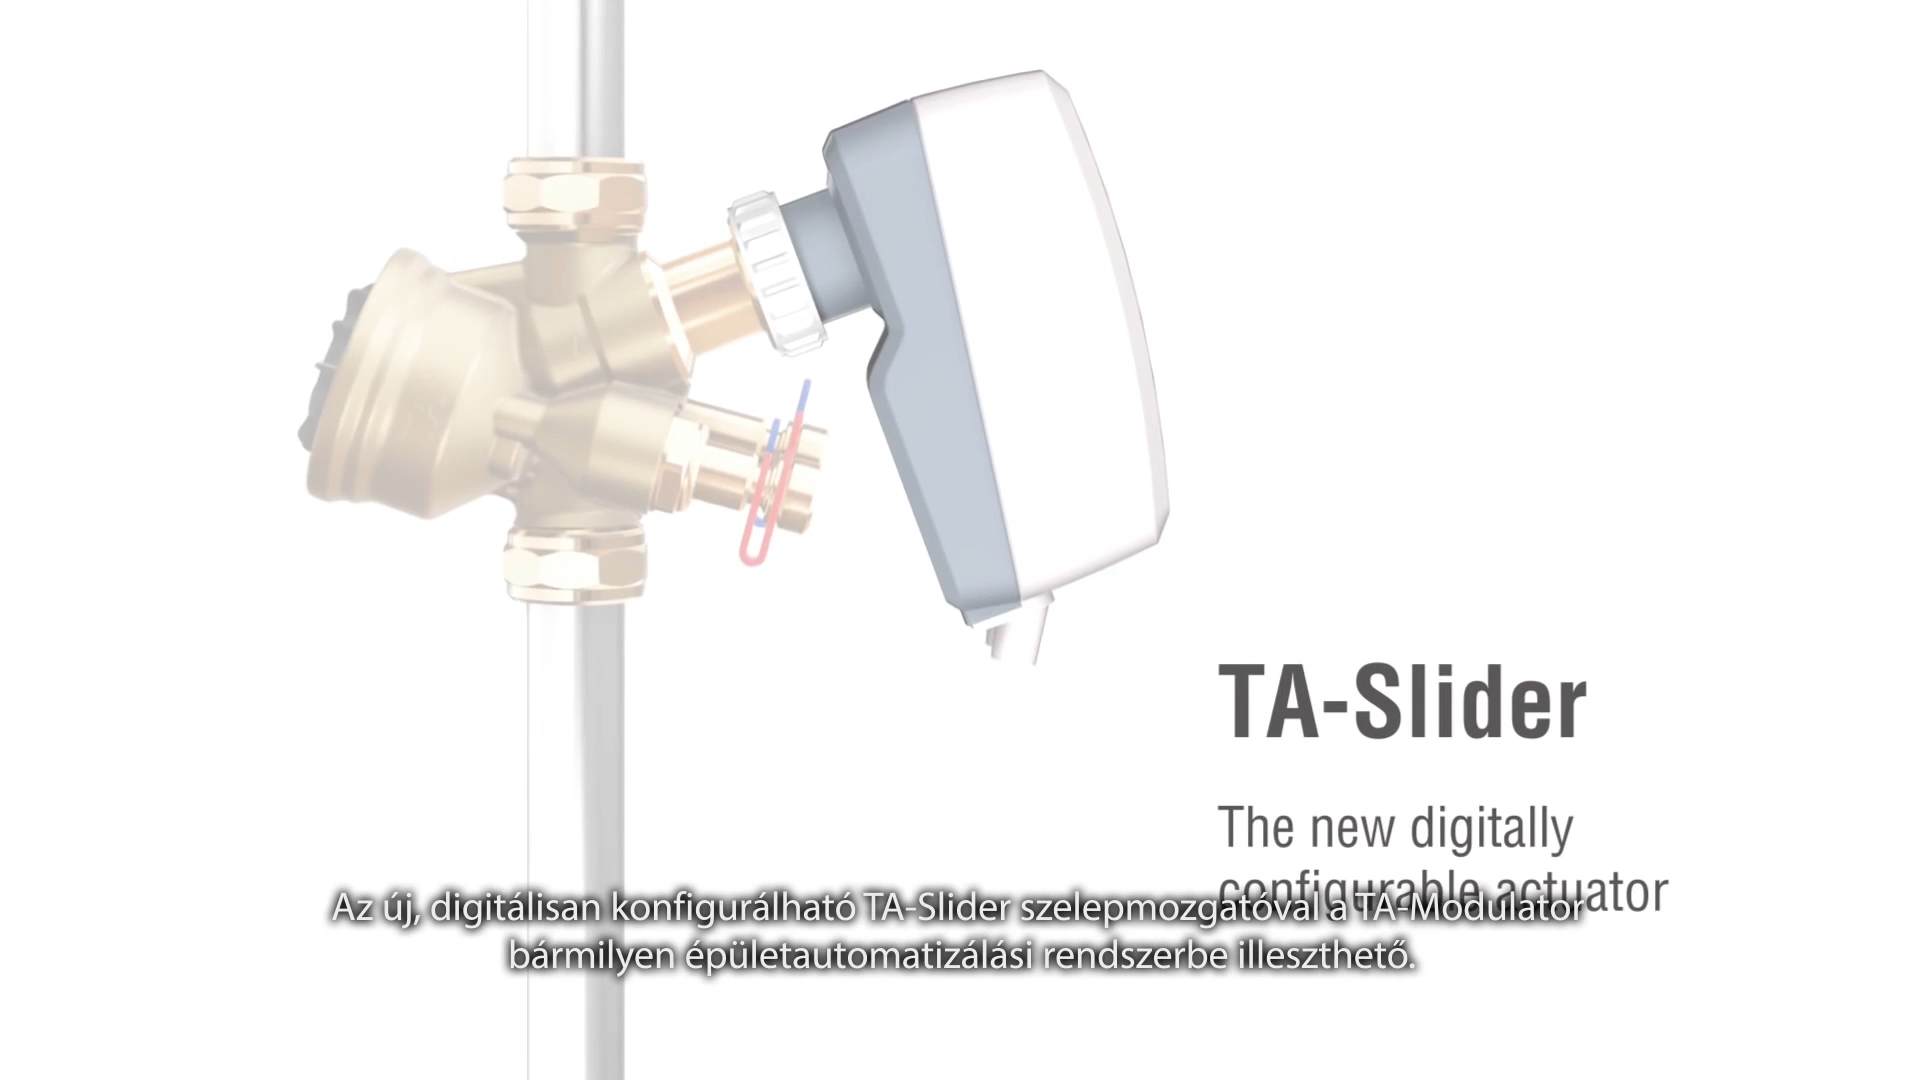 TA-Slider
The new digitally
configurable actuator
Az új, digitálisan konfigurálható TA-Slider szelepmozgatóval a TA-Modulator
bármilyen épületautomatizálási rendszerbe illeszthető.